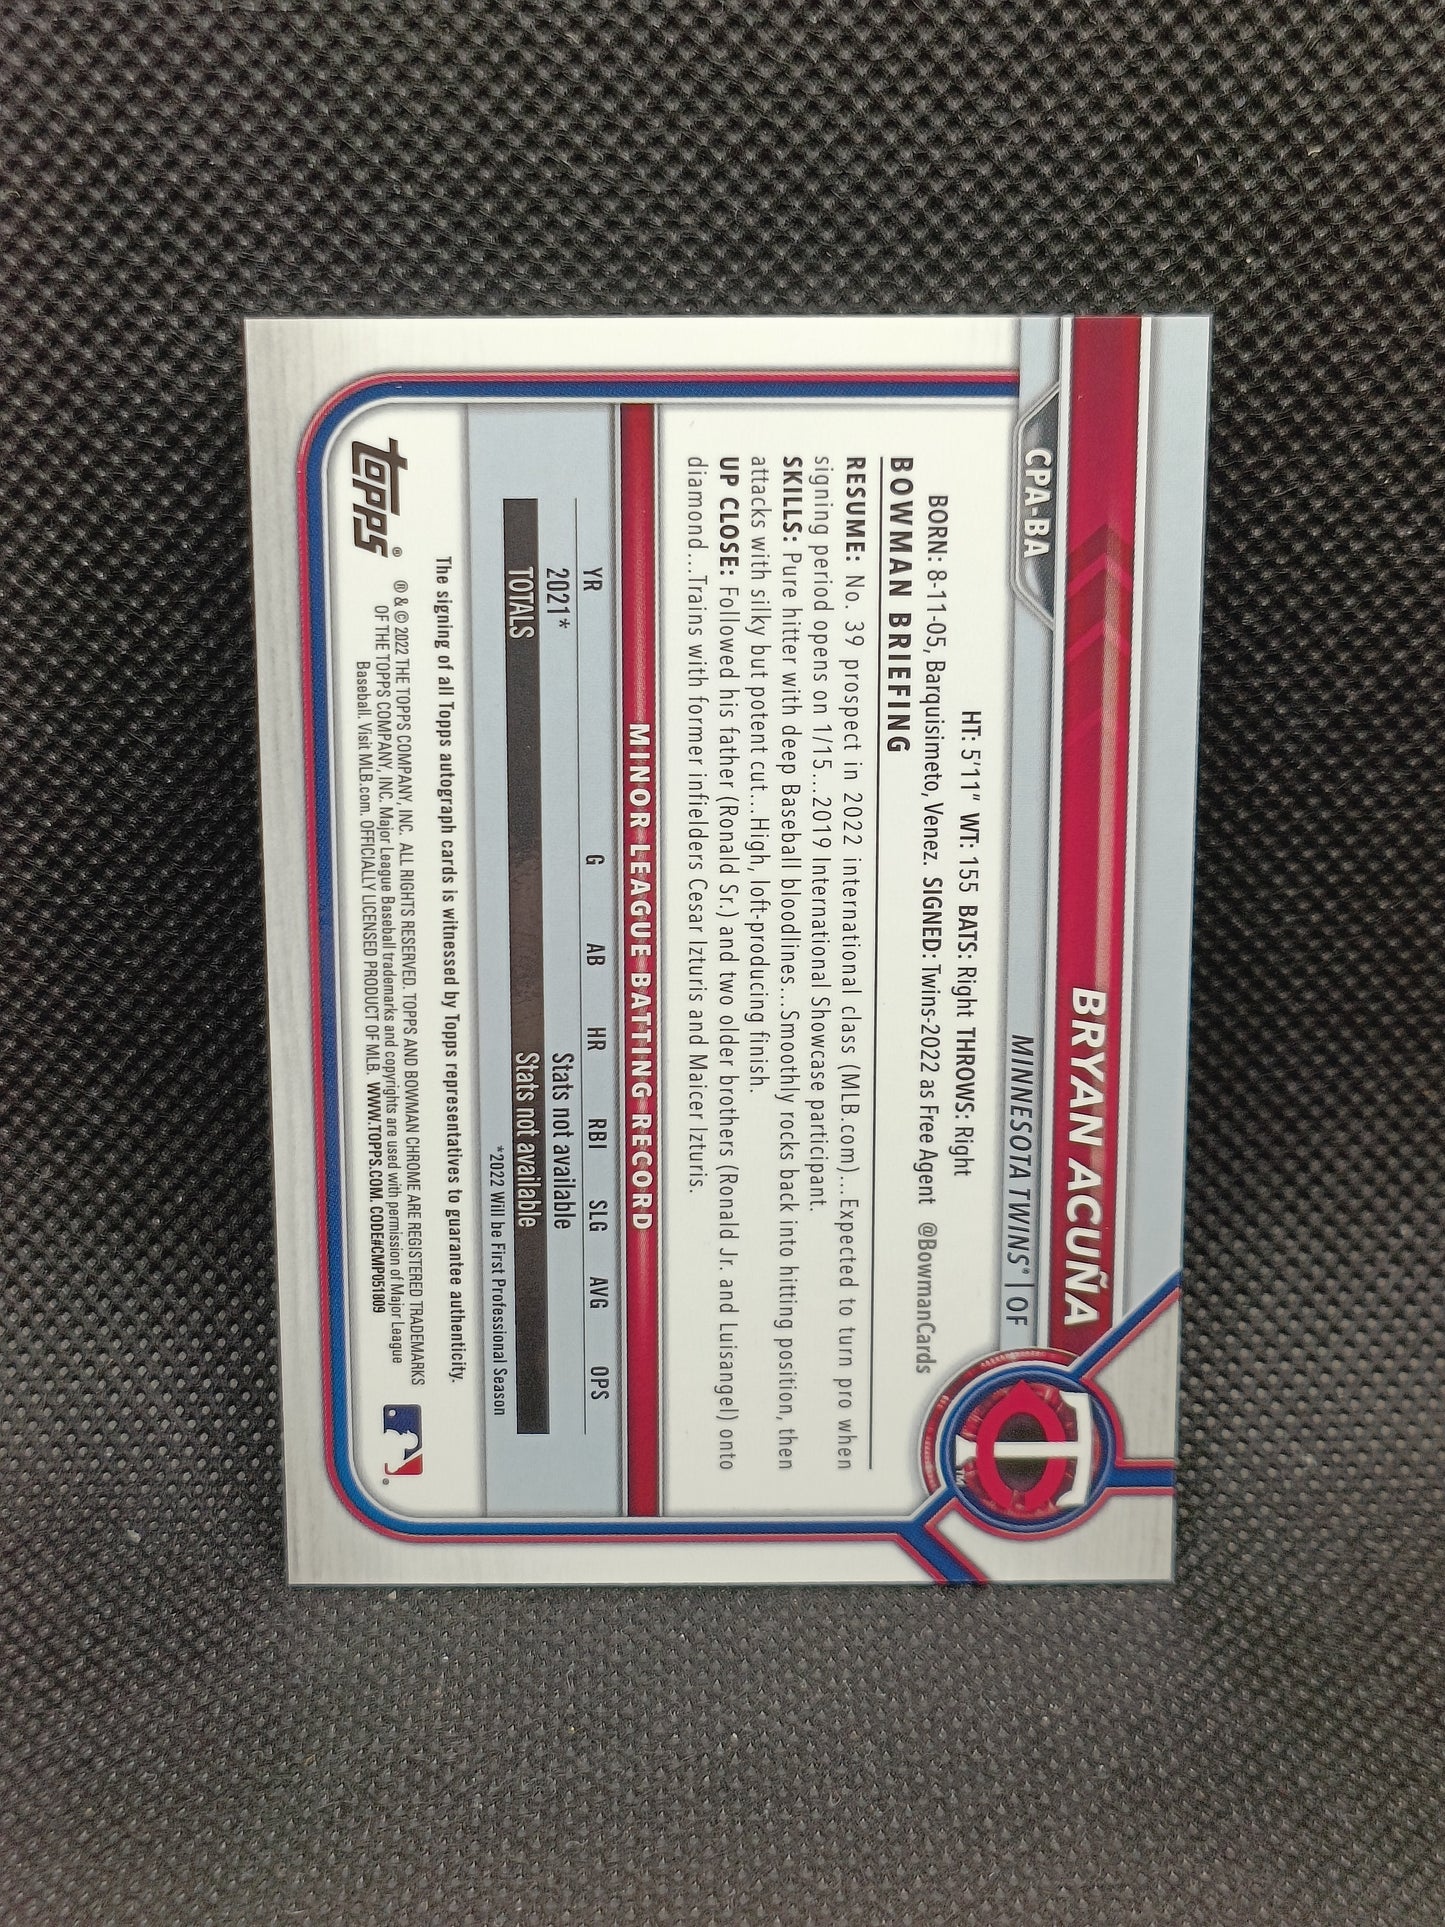 BRYAN ACUÑA
CPA-BA
MINNESOTA TWINS® | OF
HT: 5'11" WT: 155 BATS: Right THROWS: Right
BORN: 8-11-05, Barquisimeto, Venez. SIGNED: Twins-2022 as Free Agent @BowmanCards
BOWMAN BRIEFING
RESUME: No. 39 prospect in 2022 international class (MLB.com)...Expected to turn pro when
signing period opens on 1/15...2019 International Showcase participant.
SKILLS: Pure hitter with deep Baseball bloodlines...Smoothly rocks back into hitting position, then
attacks with silky but potent cut...High, loft-producing finish.
UP CLOSE: Followed his father (Ronald Sr.) and two older brothers (Ronald Jr. and Luisangel) onto
diamond...Trains with former infielders Cesar Izturis and Maicer Izturis.
MINOR LEAGUE BATTING RECORD
YR G AB HR RBI SLG AVG OPS
2021* Stats not available
TOTALS Stats not available
*2022 Will be First Professional Season
The signing of all Topps autograph cards is witnessed by Topps representatives to guarantee authenticity.
topps®
® & © 2022 THE TOPPS COMPANY, INC. ALL RIGHTS RESERVED. TOPPS AND BOWMAN CHROME ARE REGISTERED TRADEMARKS
OF THE TOPPS COMPANY, INC. Major League Baseball trademarks and copyrights are used with permission of Major League
Baseball. Visit MLB.com. OFFICIALLY LICENSED PRODUCT OF MLB. WWW.TOPPS.COM. CODE#CMP051809